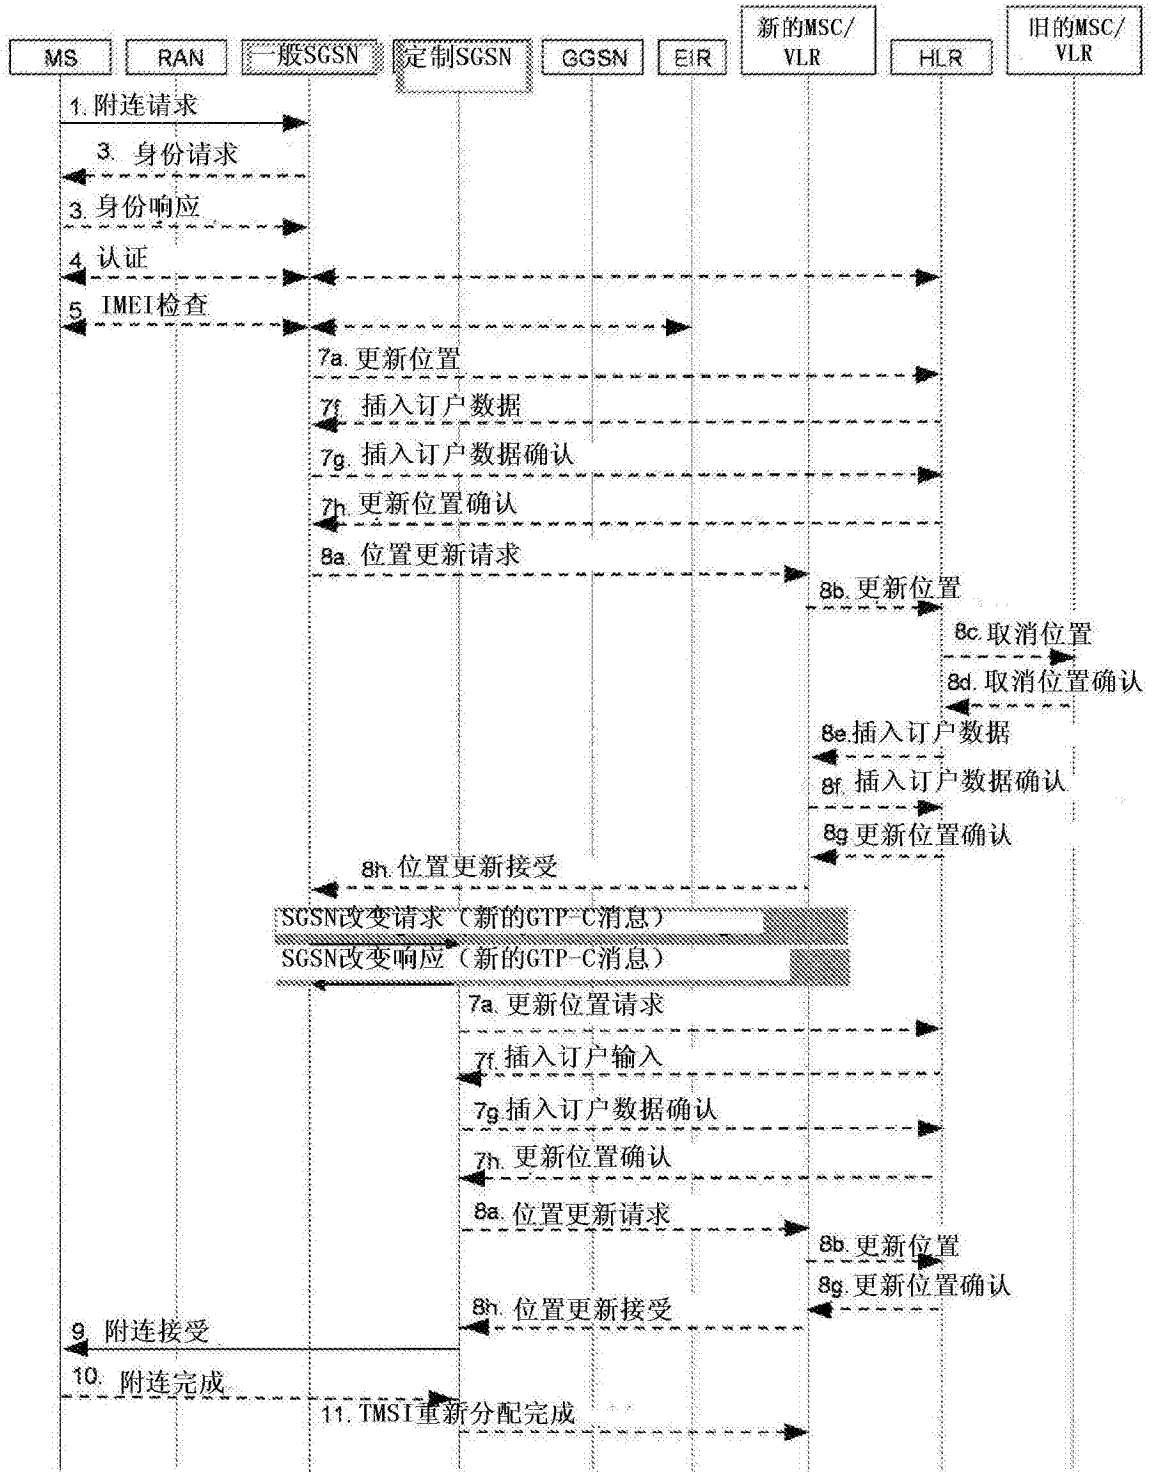 MS
RAN
一般SGSN
定制SGSN
GGSN
EIR
新的MSC/
VLR
HLR
旧的MSC/
VLR
1. 附连请求
3. 身份请求
3. 身份响应
4. 认证
5. IMEI检查
7a. 更新位置
7f. 插入订户数据
7g. 插入订户数据确认
7h. 更新位置确认
8a. 位置更新请求
8b. 更新位置
8c. 取消位置
8d. 取消位置确认
8e. 插入订户数据
8f. 插入订户数据确认
8g 更新位置确认
8h. 位置更新接受
SGSN改变请求（新的GTP-C消息）
SGSN改变响应（新的GTP-C消息）
7a. 更新位置请求
7f. 插入订户输入
7g 插入订户数据确认
7h. 更新位置确认
8a. 位置更新请求
8b. 更新位置
8g. 更新位置确认
8h. 位置更新接受
9. 附连接受
10. 附连完成
11. TMSI重新分配完成